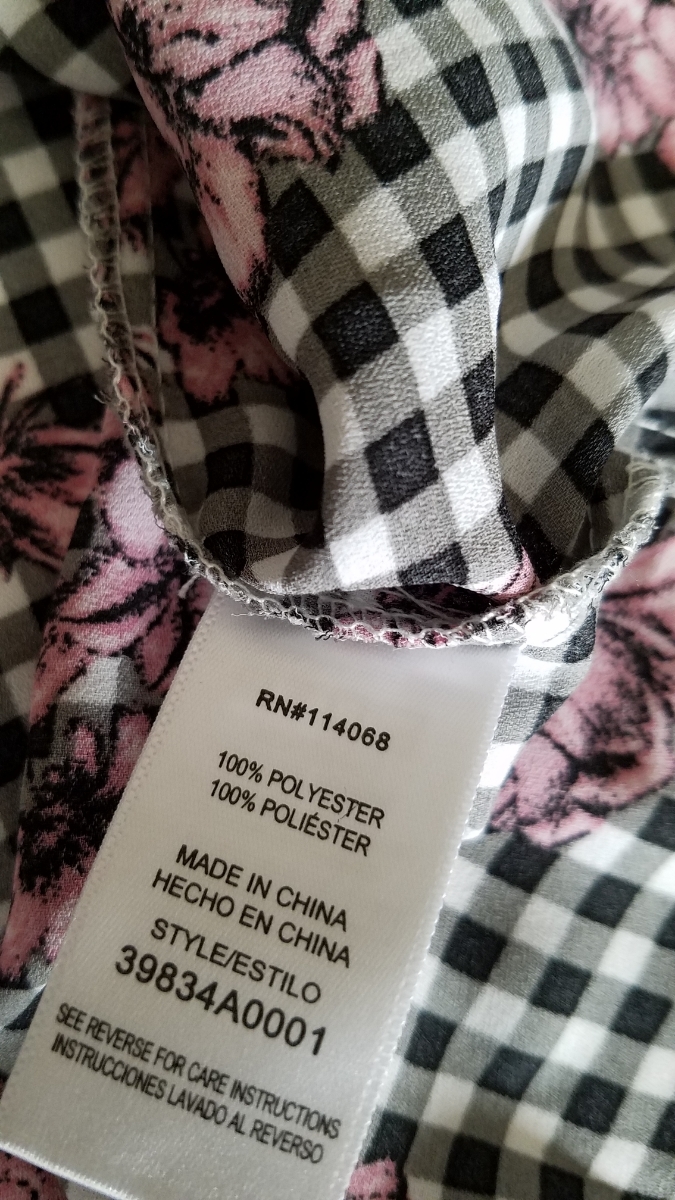 RN#114068
100% POLYESTER
100% POLIÉSTER
MADE IN CHINA
HECHO EN CHINA
STYLE/ESTILO
39834A0001
SEE REVERSE FOR CARE INSTRUCTIONS
INSTRUCCIONES LAVADO AL REVERSO